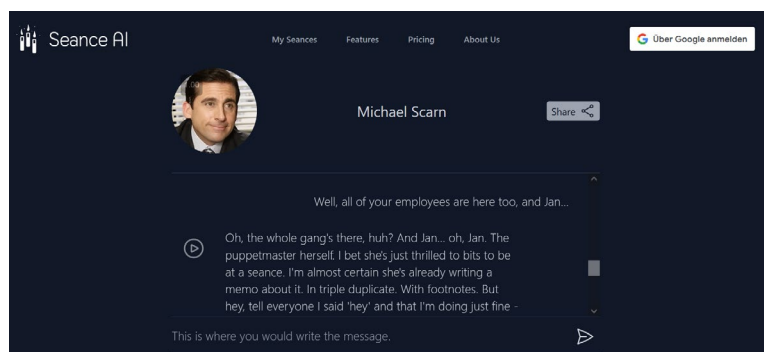 Seance AI
My Seances Features Pricing About Us
Über Google anmelden
Michael Scarn
Share
Well, all of your employees are here too, and Jan...
Oh, the whole gang's there, huh? And Jan... oh, Jan. The
puppetmaster herself. I bet she's just thrilled to bits to be
at a seance. I'm almost certain she's already writing a
memo about it. In triple duplicate. With footnotes. But
hey, tell everyone I said 'hey' and that I'm doing just fine -
This is where you would write the message.